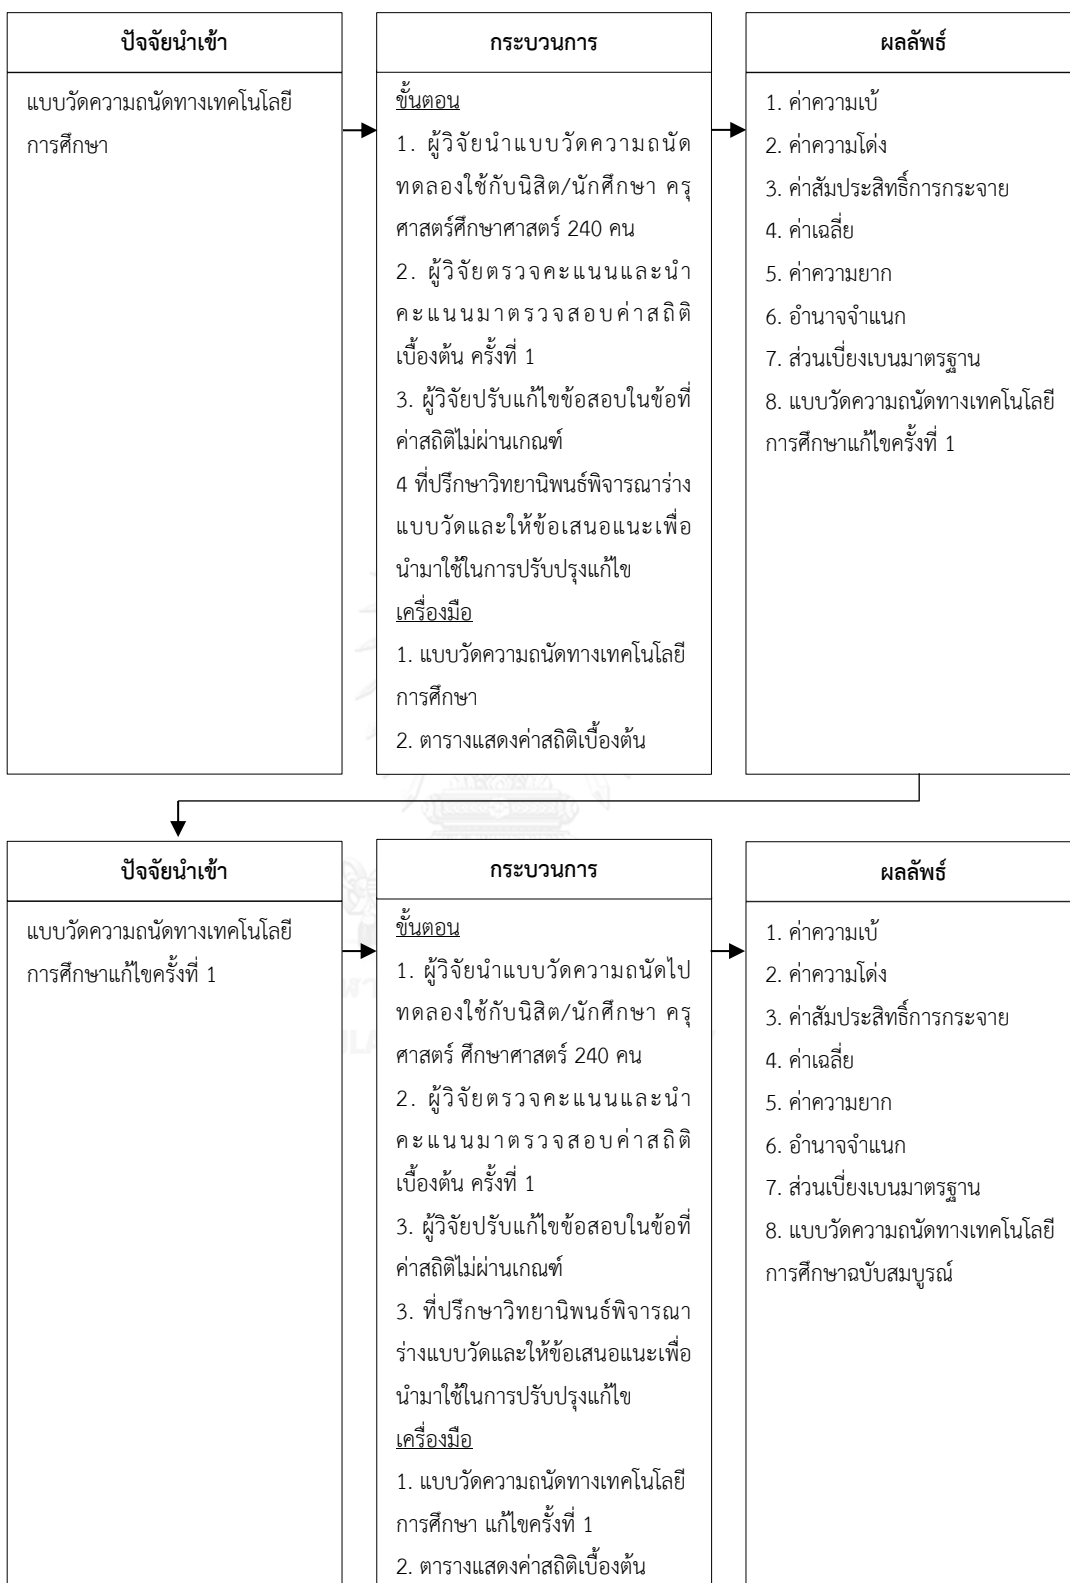 ปัจจัยนำเข้า
แบบวัดความถนัดทางเทคโนโลยี
การศึกษา
กระบวนการ
ขั้นตอน
1. ผู้วิจัยนำแบบวัดความถนัด
ทดลองใช้กับนิสิต/นักศึกษา ครุ
ศาสตร์ศึกษาศาสตร์ 240 คน
2. ผู้วิจัยตรวจคะแนนและนำ
คะแนนมาตรวจสอบค่าสถิติ
เบื้องต้น ครั้งที่ 1
3. ผู้วิจัยปรับแก้ไขข้อสอบในข้อที่
ค่าสถิติไม่ผ่านเกณฑ์
4 ที่ปรึกษาวิทยานิพนธ์พิจารณาร่าง
แบบวัดและให้ข้อเสนอแนะเพื่อ
นำมาใช้ในการปรับปรุงแก้ไข
เครื่องมือ
1. แบบวัดความถนัดทางเทคโนโลยี
การศึกษา
2. ตารางแสดงค่าสถิติเบื้องต้น
ผลลัพธ์
1. ค่าความเบ้
2. ค่าความโด่ง
3. ค่าสัมประสิทธิ์การกระจาย
4. ค่าเฉลี่ย
5. ค่าความยาก
6. อำนาจจำแนก
7. ส่วนเบี่ยงเบนมาตรฐาน
8. แบบวัดความถนัดทางเทคโนโลยี
การศึกษาแก้ไขครั้งที่ 1
ปัจจัยนำเข้า
แบบวัดความถนัดทางเทคโนโลยี
การศึกษาแก้ไขครั้งที่ 1
กระบวนการ
ขั้นตอน
1. ผู้วิจัยนำแบบวัดความถนัดไป
ทดลองใช้กับนิสิต/นักศึกษา ครุ
ศาสตร์ ศึกษาศาสตร์ 240 คน
2. ผู้วิจัยตรวจคะแนนและนำ
คะแนนมาตรวจสอบค่าสถิติ
เบื้องต้น ครั้งที่ 1
3. ผู้วิจัยปรับแก้ไขข้อสอบในข้อที่
ค่าสถิติไม่ผ่านเกณฑ์
3. ที่ปรึกษาวิทยานิพนธ์พิจารณา
ร่างแบบวัดและให้ข้อเสนอแนะเพื่อ
นำมาใช้ในการปรับปรุงแก้ไข
เครื่องมือ
1. แบบวัดความถนัดทางเทคโนโลยี
การศึกษา แก้ไขครั้งที่ 1
2. ตารางแสดงค่าสถิติเบื้องต้น
ผลลัพธ์
1. ค่าความเบ้
2. ค่าความโด่ง
3. ค่าสัมประสิทธิ์การกระจาย
4. ค่าเฉลี่ย
5. ค่าความยาก
6. อำนาจจำแนก
7. ส่วนเบี่ยงเบนมาตรฐาน
8. แบบวัดความถนัดทางเทคโนโลยี
การศึกษาฉบับสมบูรณ์